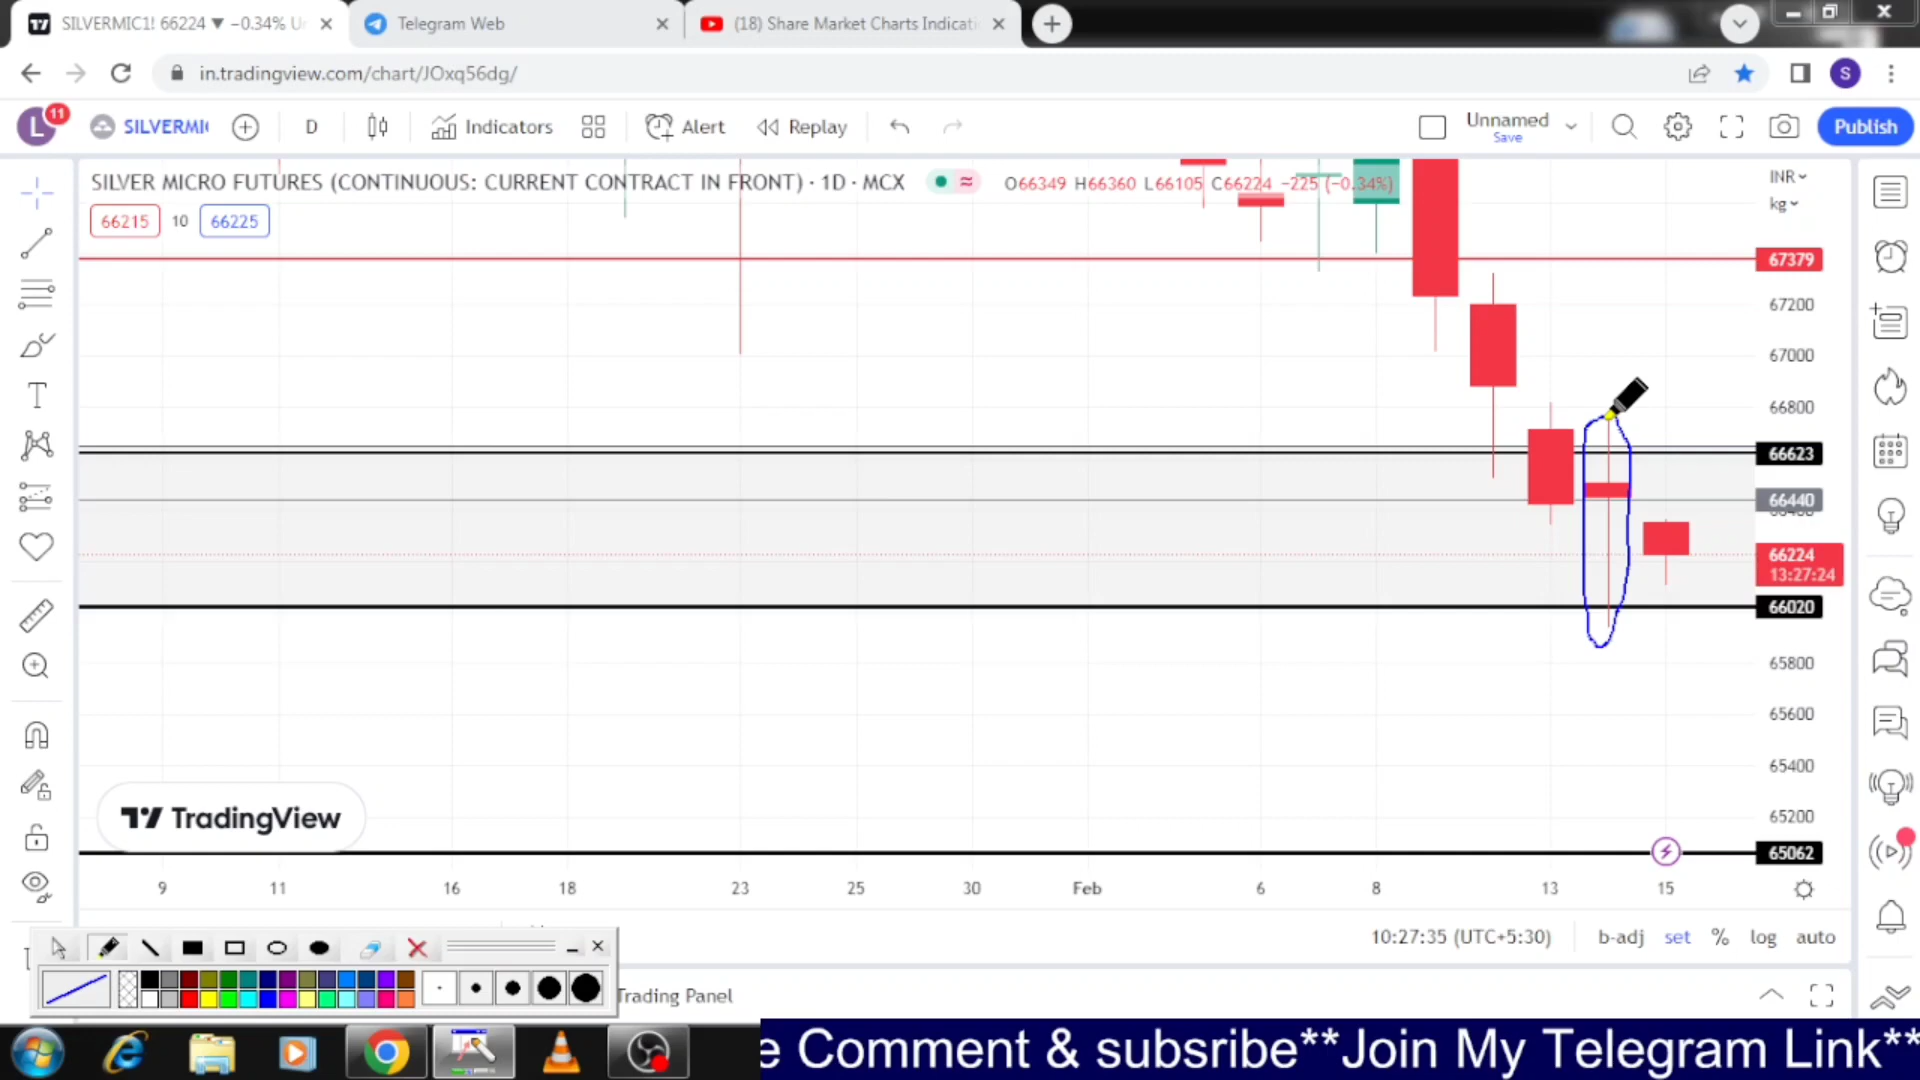 SILVERMIC1! 66224 ▼ −0.34% Un
Telegram Web
(18) Share Market Charts Indicati
in.tradingview.com/chart/JOxq56dg/
S
L
11
SILVERMI
D
Indicators
Alert
Replay
Unnamed
Save
Publish
SILVER MICRO FUTURES (CONTINUOUS: CURRENT CONTRACT IN FRONT) · 1D · MCX
O66349 H66360 L66105 C66224 −225 (−0.34%)
INR
kg
66215 10 66225
67379
67200
67000
66800
66623
66440
66400
66224
13:27:24
66020
65800
65600
65400
65200
65062
TradingView
9 11 16 18 23 25 30 Feb 6 8 13 15
10:27:35 (UTC+5:30)
b-adj set % log auto
Trading Panel
e Comment & subsribe**Join My Telegram Link**